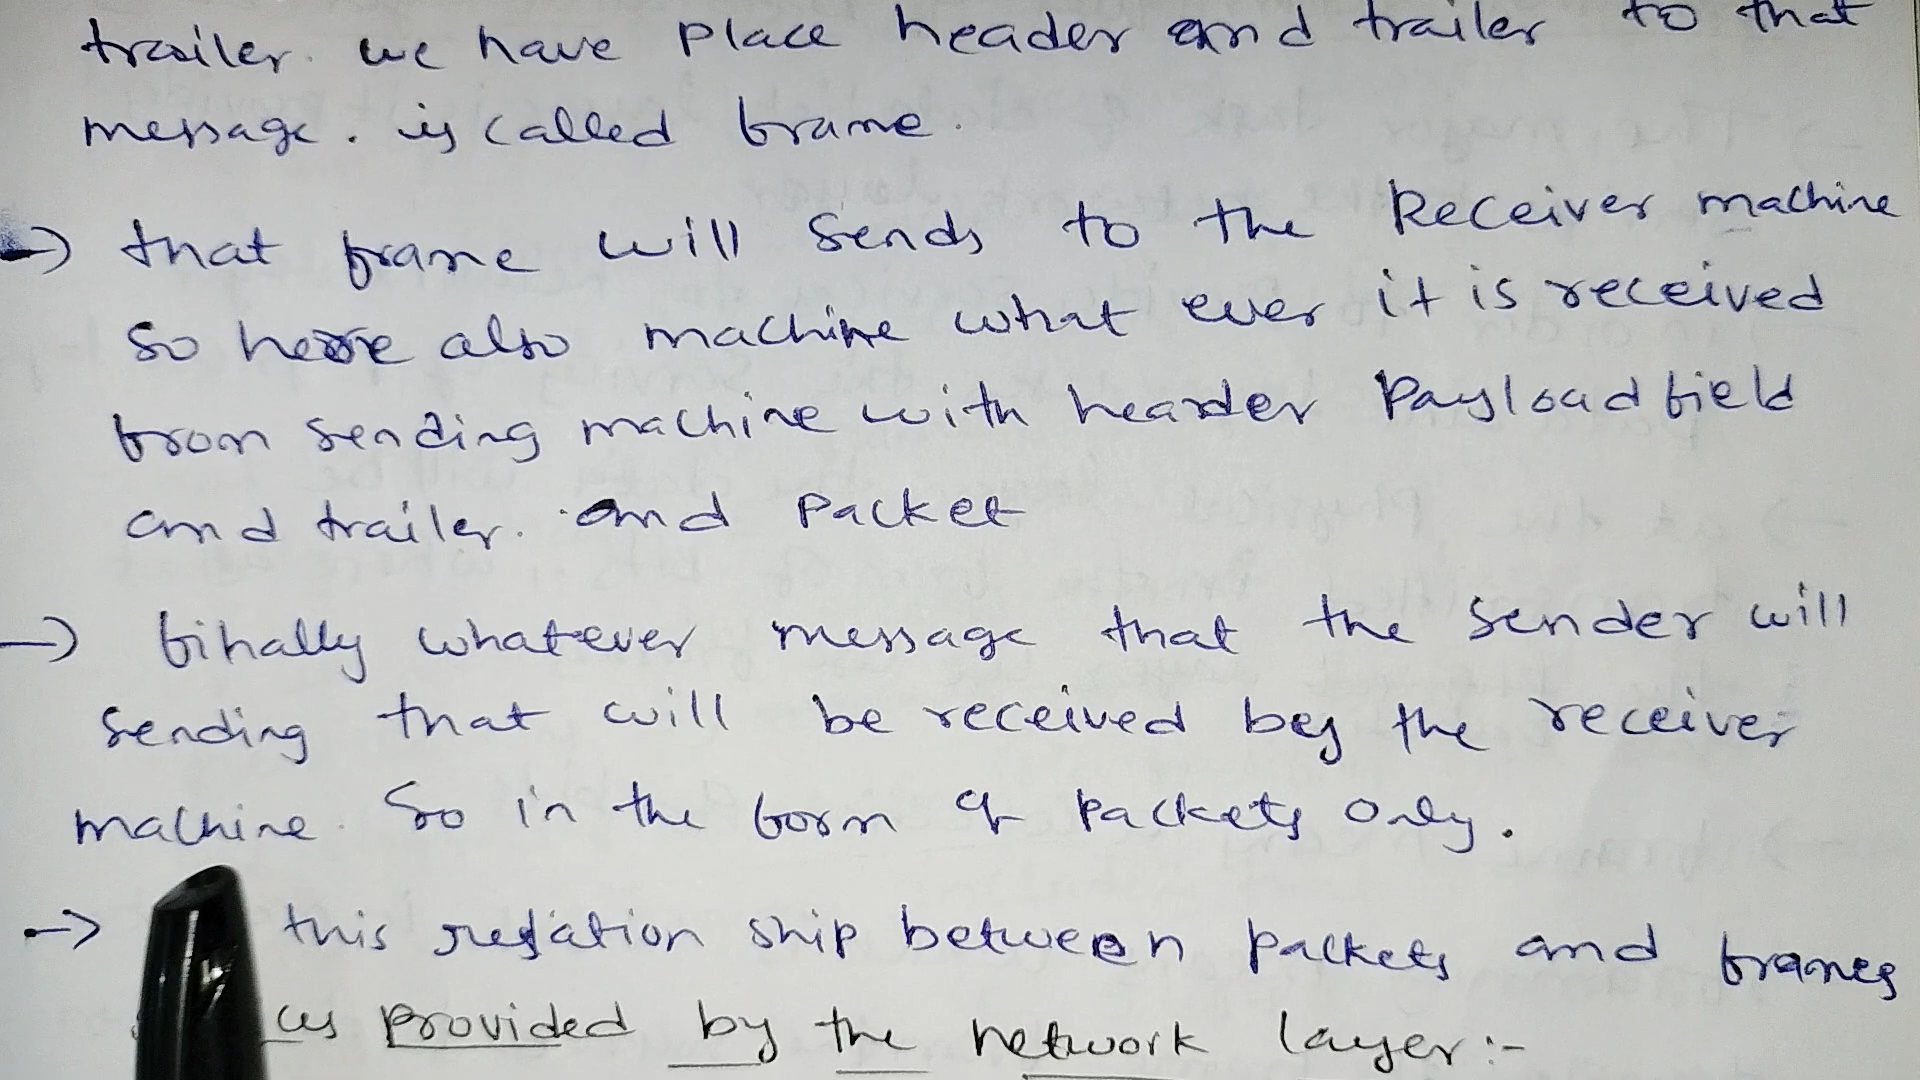 trailer. we have place header and trailer to that
message. is called frame.
→ that frame will sends to the Receiver machine
so here also machine what ever it is received
from sending machine with hearder Payload field
and trailer. and packet
→ finally whatever message that the sender will
sending that will be received by the receiver
machine. So in the form of packets only.
→ this relation ship between packets and frames
provided by the network layer:-